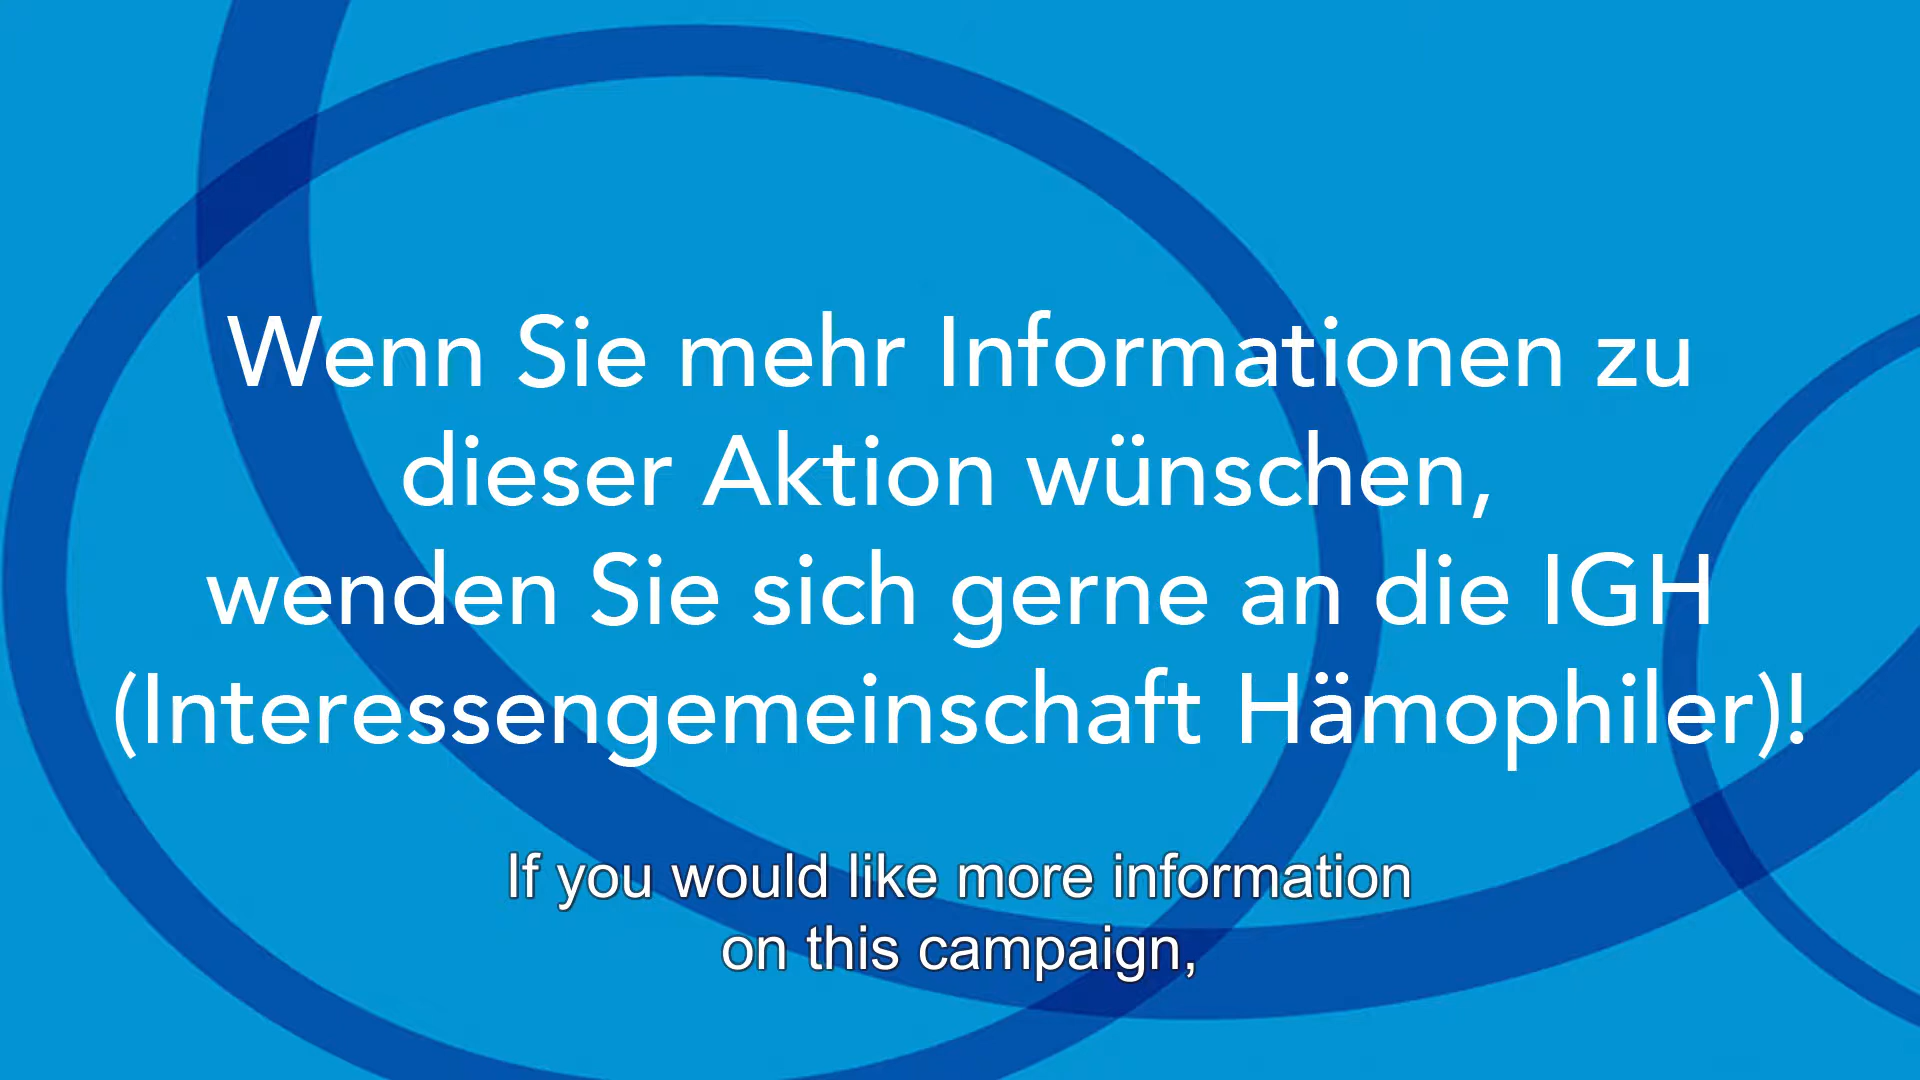 Wenn Sie mehr Informationen zu
dieser Aktion wünschen,
wenden Sie sich gerne an die IGH
(Interessengemeinschaft Hämophiler)!
If you would like more information
on this campaign,